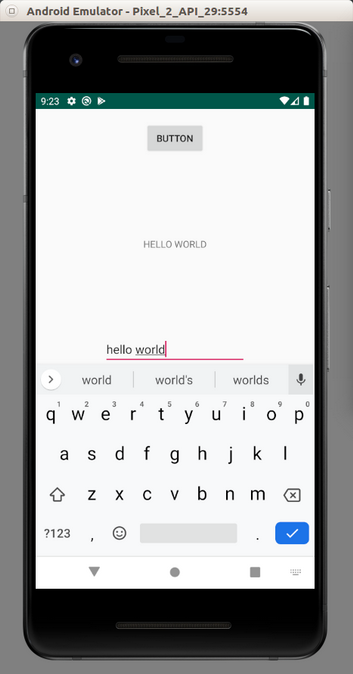 Android Emulator - Pixel_2_API_29:5554
9:23
BUTTON
HELLO WORLD
hello world
world world's worlds
1 2 3 4 5 6 7 8 9 0
q w e r t y u i o p
a s d f g h j k l
z x c v b n m
?123 , .